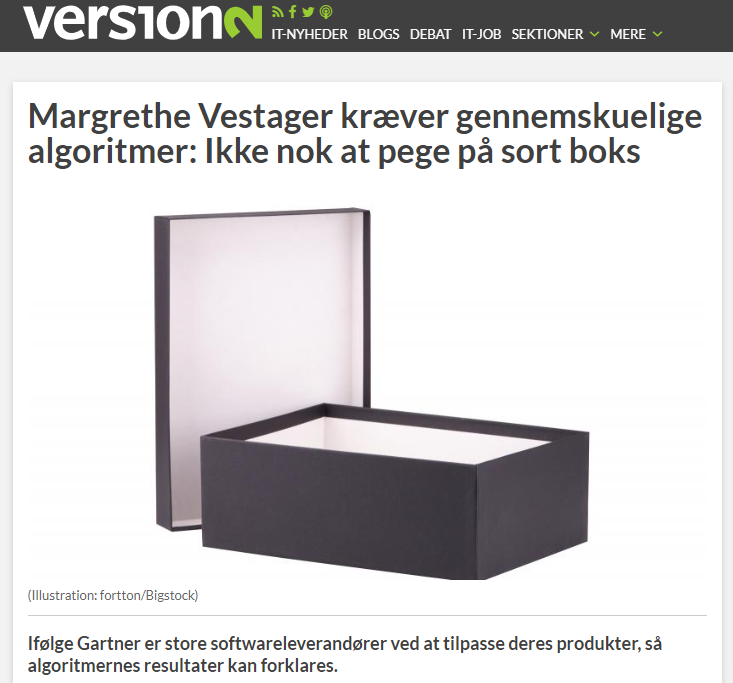 version2
IT-NYHEDER BLOGS DEBAT IT-JOB SEKTIONER MERE
Margrethe Vestager kræver gennemskuelige
algoritmer: Ikke nok at pege på sort boks
(Illustration: fortton/Bigstock)
Ifølge Gartner er store softwareleverandører ved at tilpasse deres produkter, så
algoritmernes resultater kan forklares.